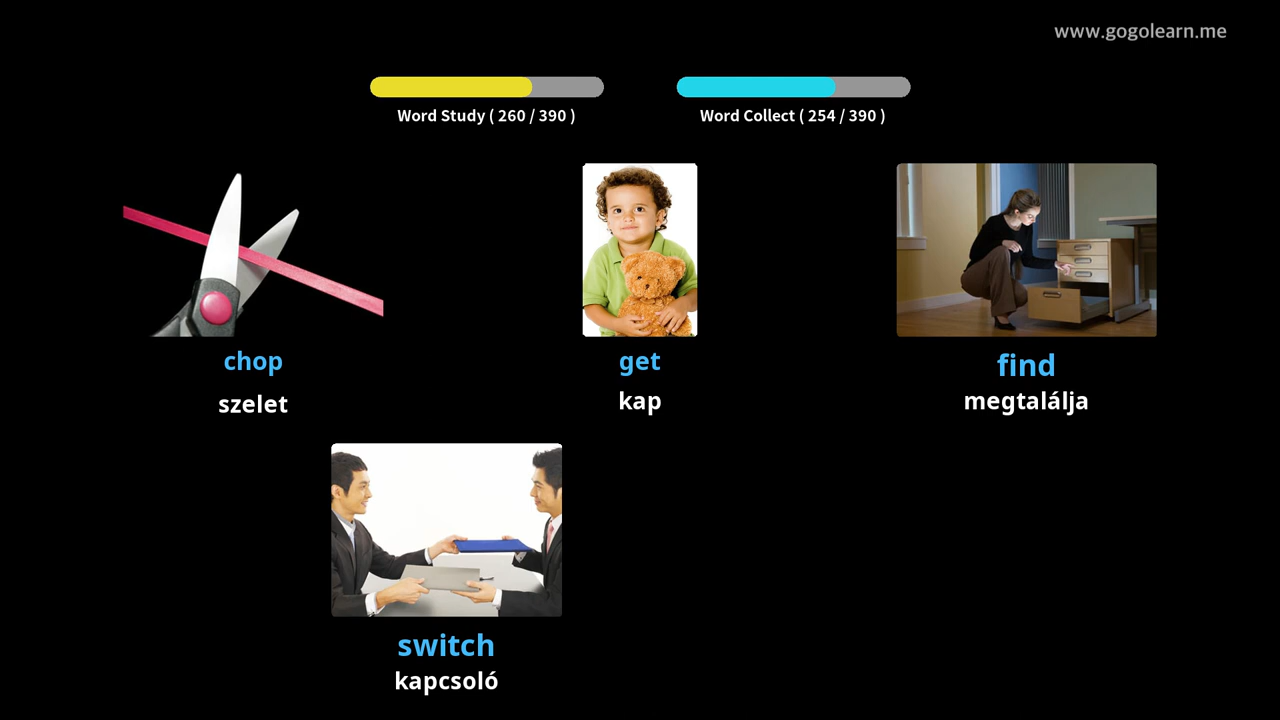 www.gogolearn.me
Word Study ( 260 / 390 )
Word Collect ( 254 / 390 )
chop
szelet
get
kap
find
megtalálja
switch
kapcsoló